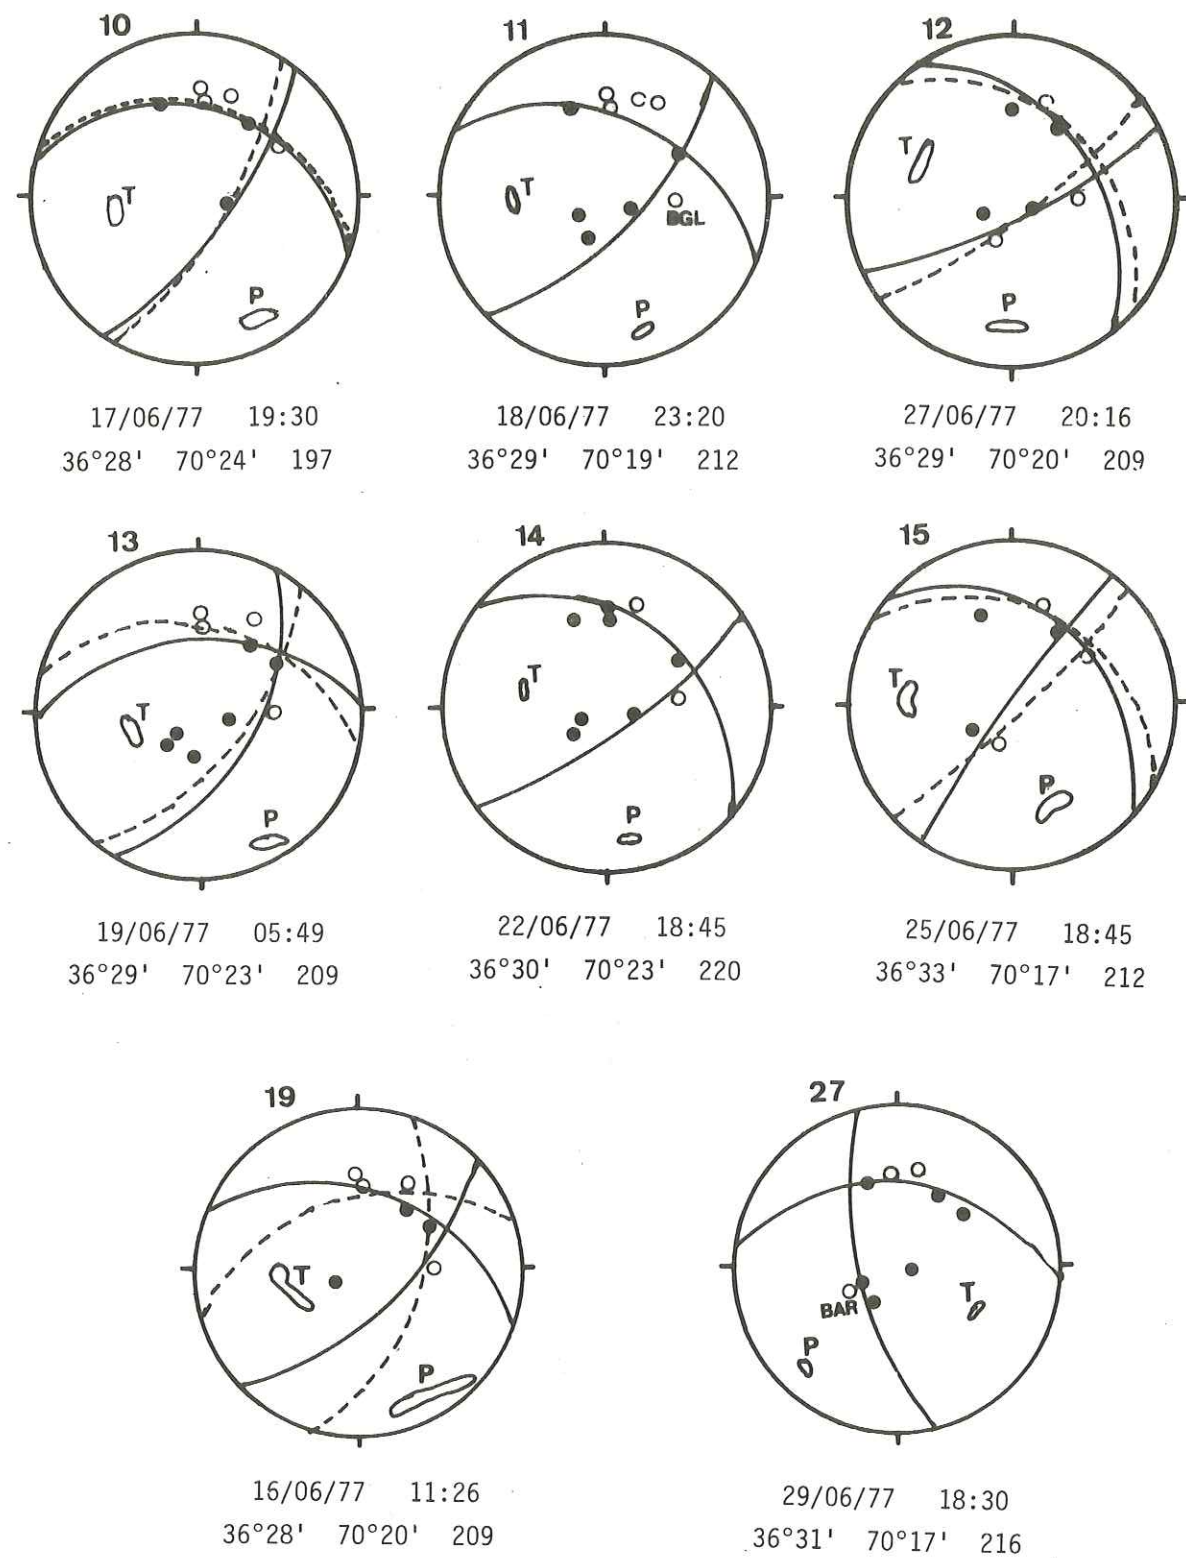 10 11 12
T T T
BGL
P P P
17/06/77 19:30 18/06/77 23:20 27/06/77 20:16
36°28' 70°24' 197 36°29' 70°19' 212 36°29' 70°20' 209
13 14 15
T T T
P P P
19/06/77 05:49 22/06/77 18:45 25/06/77 18:45
36°29' 70°23' 209 36°30' 70°23' 220 36°33' 70°17' 212
19 27
T T
BAR
P P
16/06/77 11:26 29/06/77 18:30
36°28' 70°20' 209 36°31' 70°17' 216